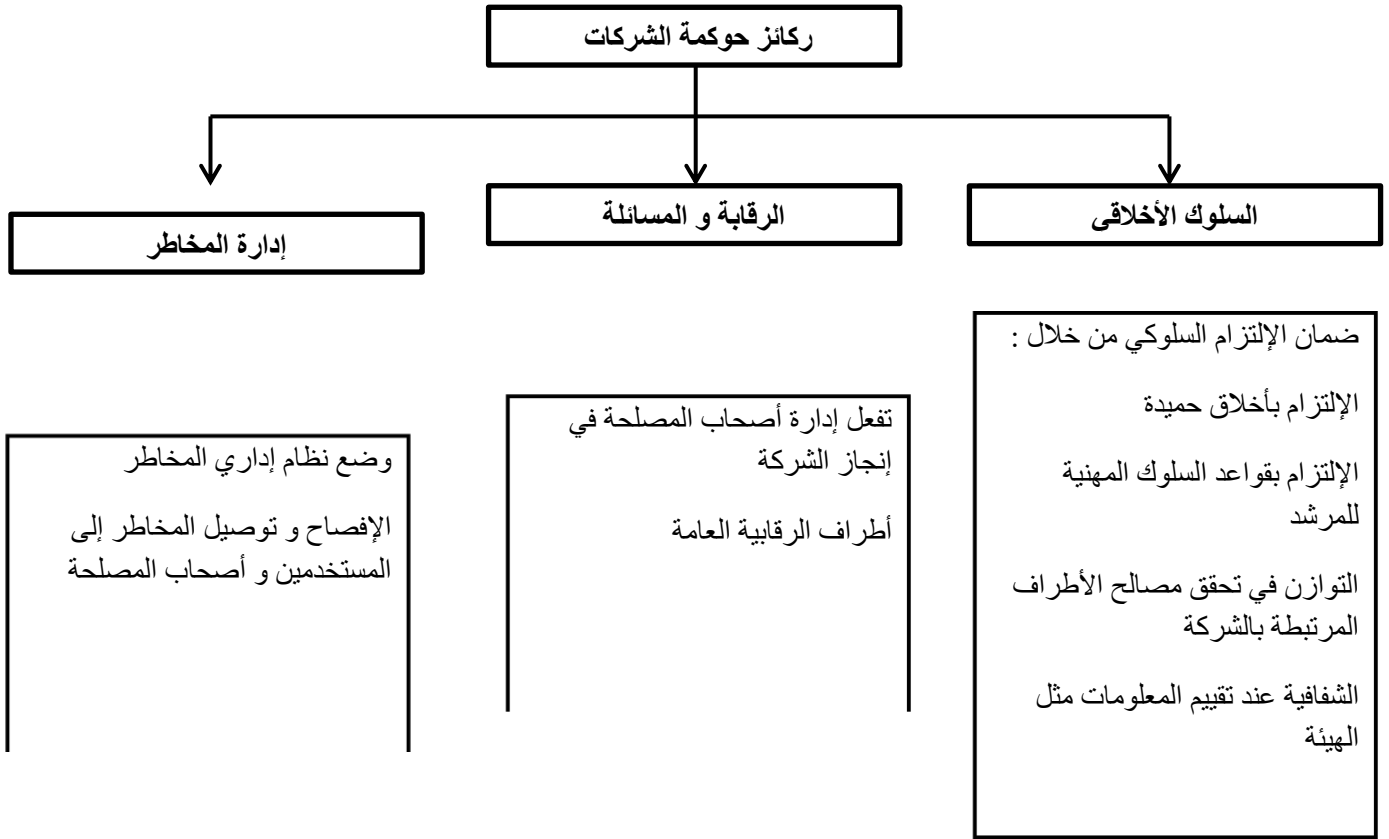 ركائز حوكمة الشركات
السلوك الأخلاقى
الرقابة و المسائلة
إدارة المخاطر
ضمان الإلتزام السلوكي من خلال :
الإلتزام بأخلاق حميدة
الإلتزام بقواعد السلوك المهنية
للمرشد
التوازن في تحقق مصالح الأطراف
المرتبطة بالشركة
الشفافية عند تقييم المعلومات مثل
الهيئة
تفعل إدارة أصحاب المصلحة في
إنجاز الشركة
أطراف الرقابية العامة
وضع نظام إداري المخاطر
الإفصاح و توصيل المخاطر إلى
المستخدمين و أصحاب المصلحة